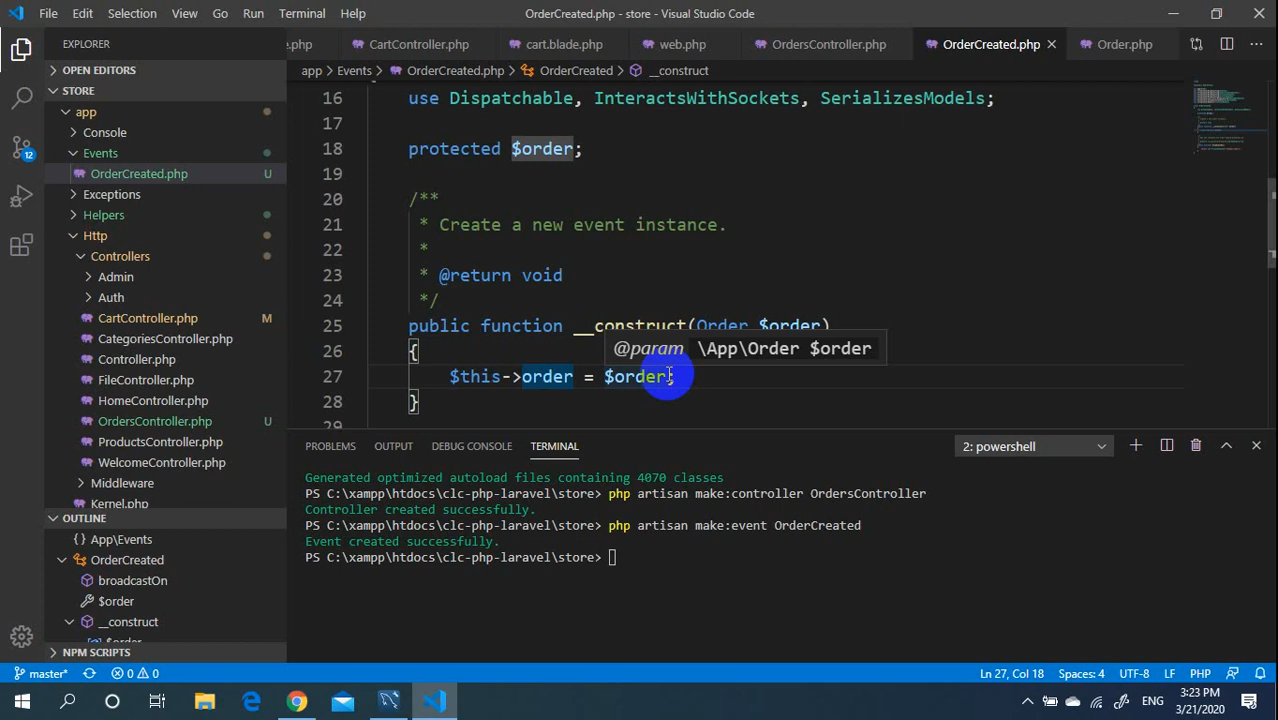 File Edit Selection View Go Run Terminal Help
OrderCreated.php - store - Visual Studio Code
EXPLORER
e.php CartController.php cart.blade.php web.php OrdersController.php OrderCreated.php Order.php
OPEN EDITORS
app > Events > OrderCreated.php > OrderCreated > __construct
STORE
app
Console
Events
OrderCreated.php U
Exceptions
Helpers
Http
Controllers
Admin
Auth
CartController.php M
CategoriesController.php
Controller.php
FileController.php
HomeController.php
OrdersController.php U
ProductsController.php
WelcomeController.php
Middleware
Kernel.php
OUTLINE
App\Events
OrderCreated
broadcastOn
$order
__construct
$order
NPM SCRIPTS
16 use Dispatchable, InteractsWithSockets, SerializesModels;
17
18 protected $order;
19
20 /**
21 * Create a new event instance.
22 *
23 * @return void
24 */
25 public function __construct(Order $order)
@param \App\Order $order
26 {
27 $this->order = $order;
28 }
29
PROBLEMS OUTPUT DEBUG CONSOLE TERMINAL 2: powershell
Generated optimized autoload files containing 4070 classes
PS C:\xampp\htdocs\clc-php-laravel\store> php artisan make:controller OrdersController
Controller created successfully.
PS C:\xampp\htdocs\clc-php-laravel\store> php artisan make:event OrderCreated
Event created successfully.
PS C:\xampp\htdocs\clc-php-laravel\store>
12
master* 0 0 Ln 27, Col 18 Spaces: 4 UTF-8 LF PHP
ENG
3:23 PM
3/21/2020